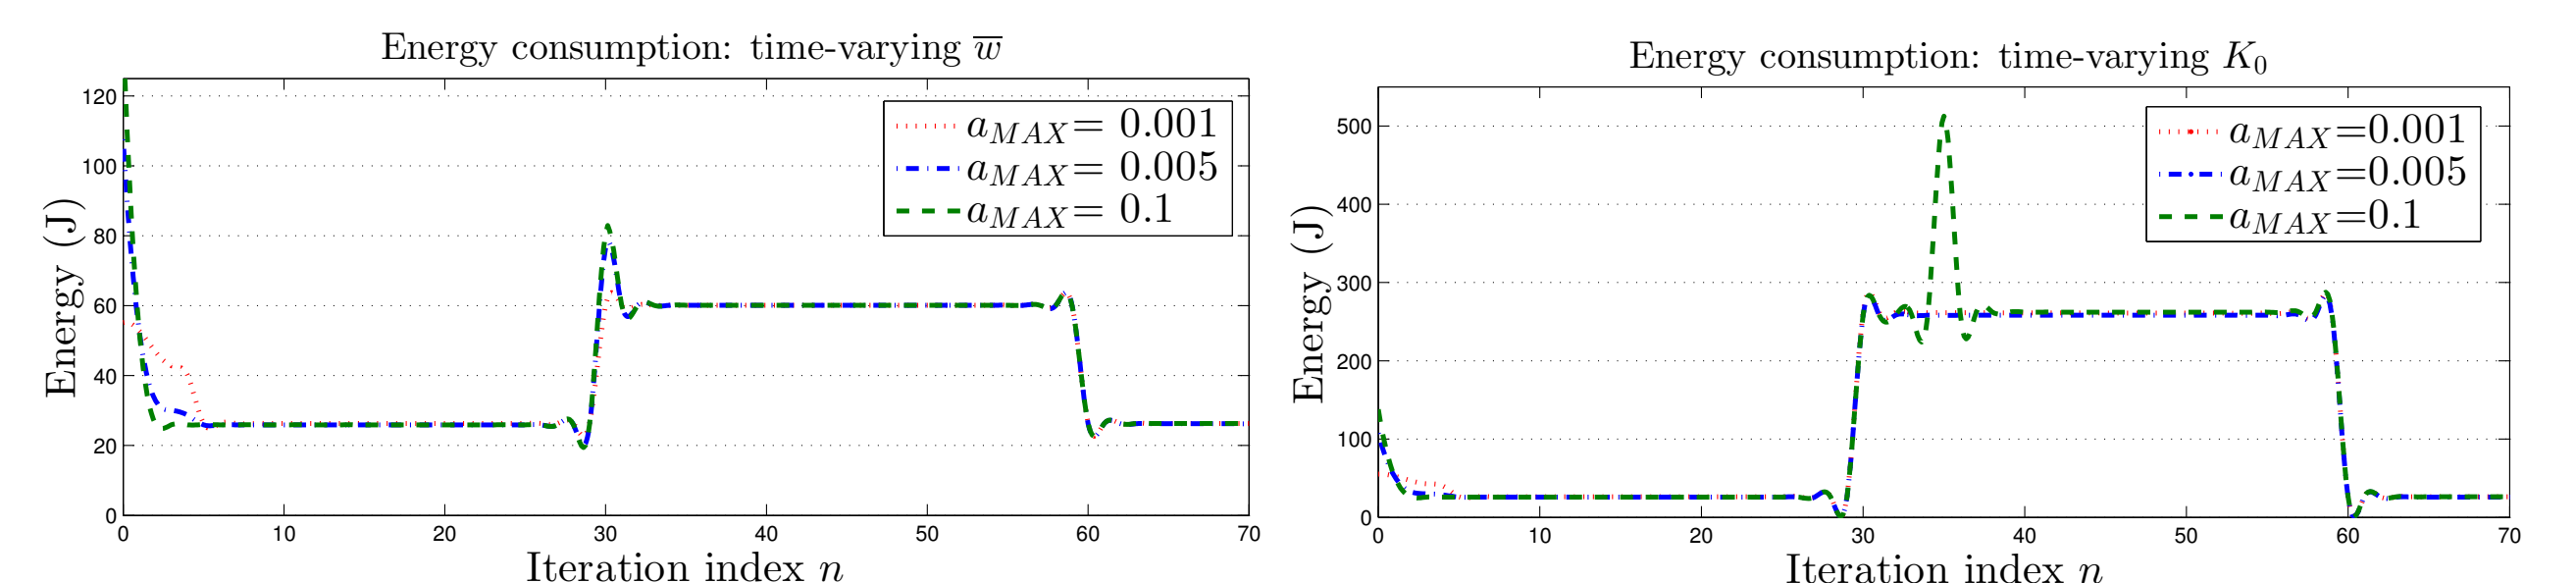 Energy consumption: time-varying w̅
120
100
80
60
40
20
0
Energy (J)
a_MAX= 0.001
a_MAX= 0.005
a_MAX= 0.1
0 10 20 30 40 50 60 70
Iteration index n
Energy consumption: time-varying K₀
500
400
300
200
100
0
Energy (J)
a_MAX=0.001
a_MAX=0.005
a_MAX=0.1
0 10 20 30 40 50 60 70
Iteration index n